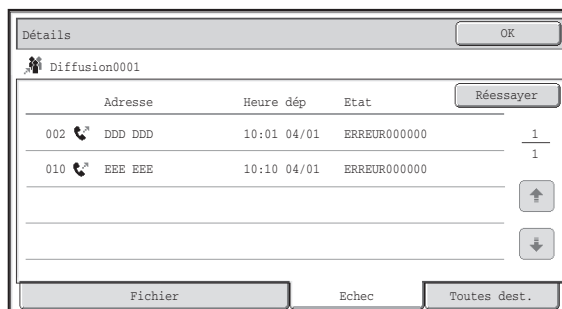 Détails OK
Diffusion0001
Adresse Heure dép Etat Réessayer
002 DDD DDD 10:01 04/01 ERREUR000000 1
1
010 EEE EEE 10:10 04/01 ERREUR000000
Fichier Echec Toutes dest.